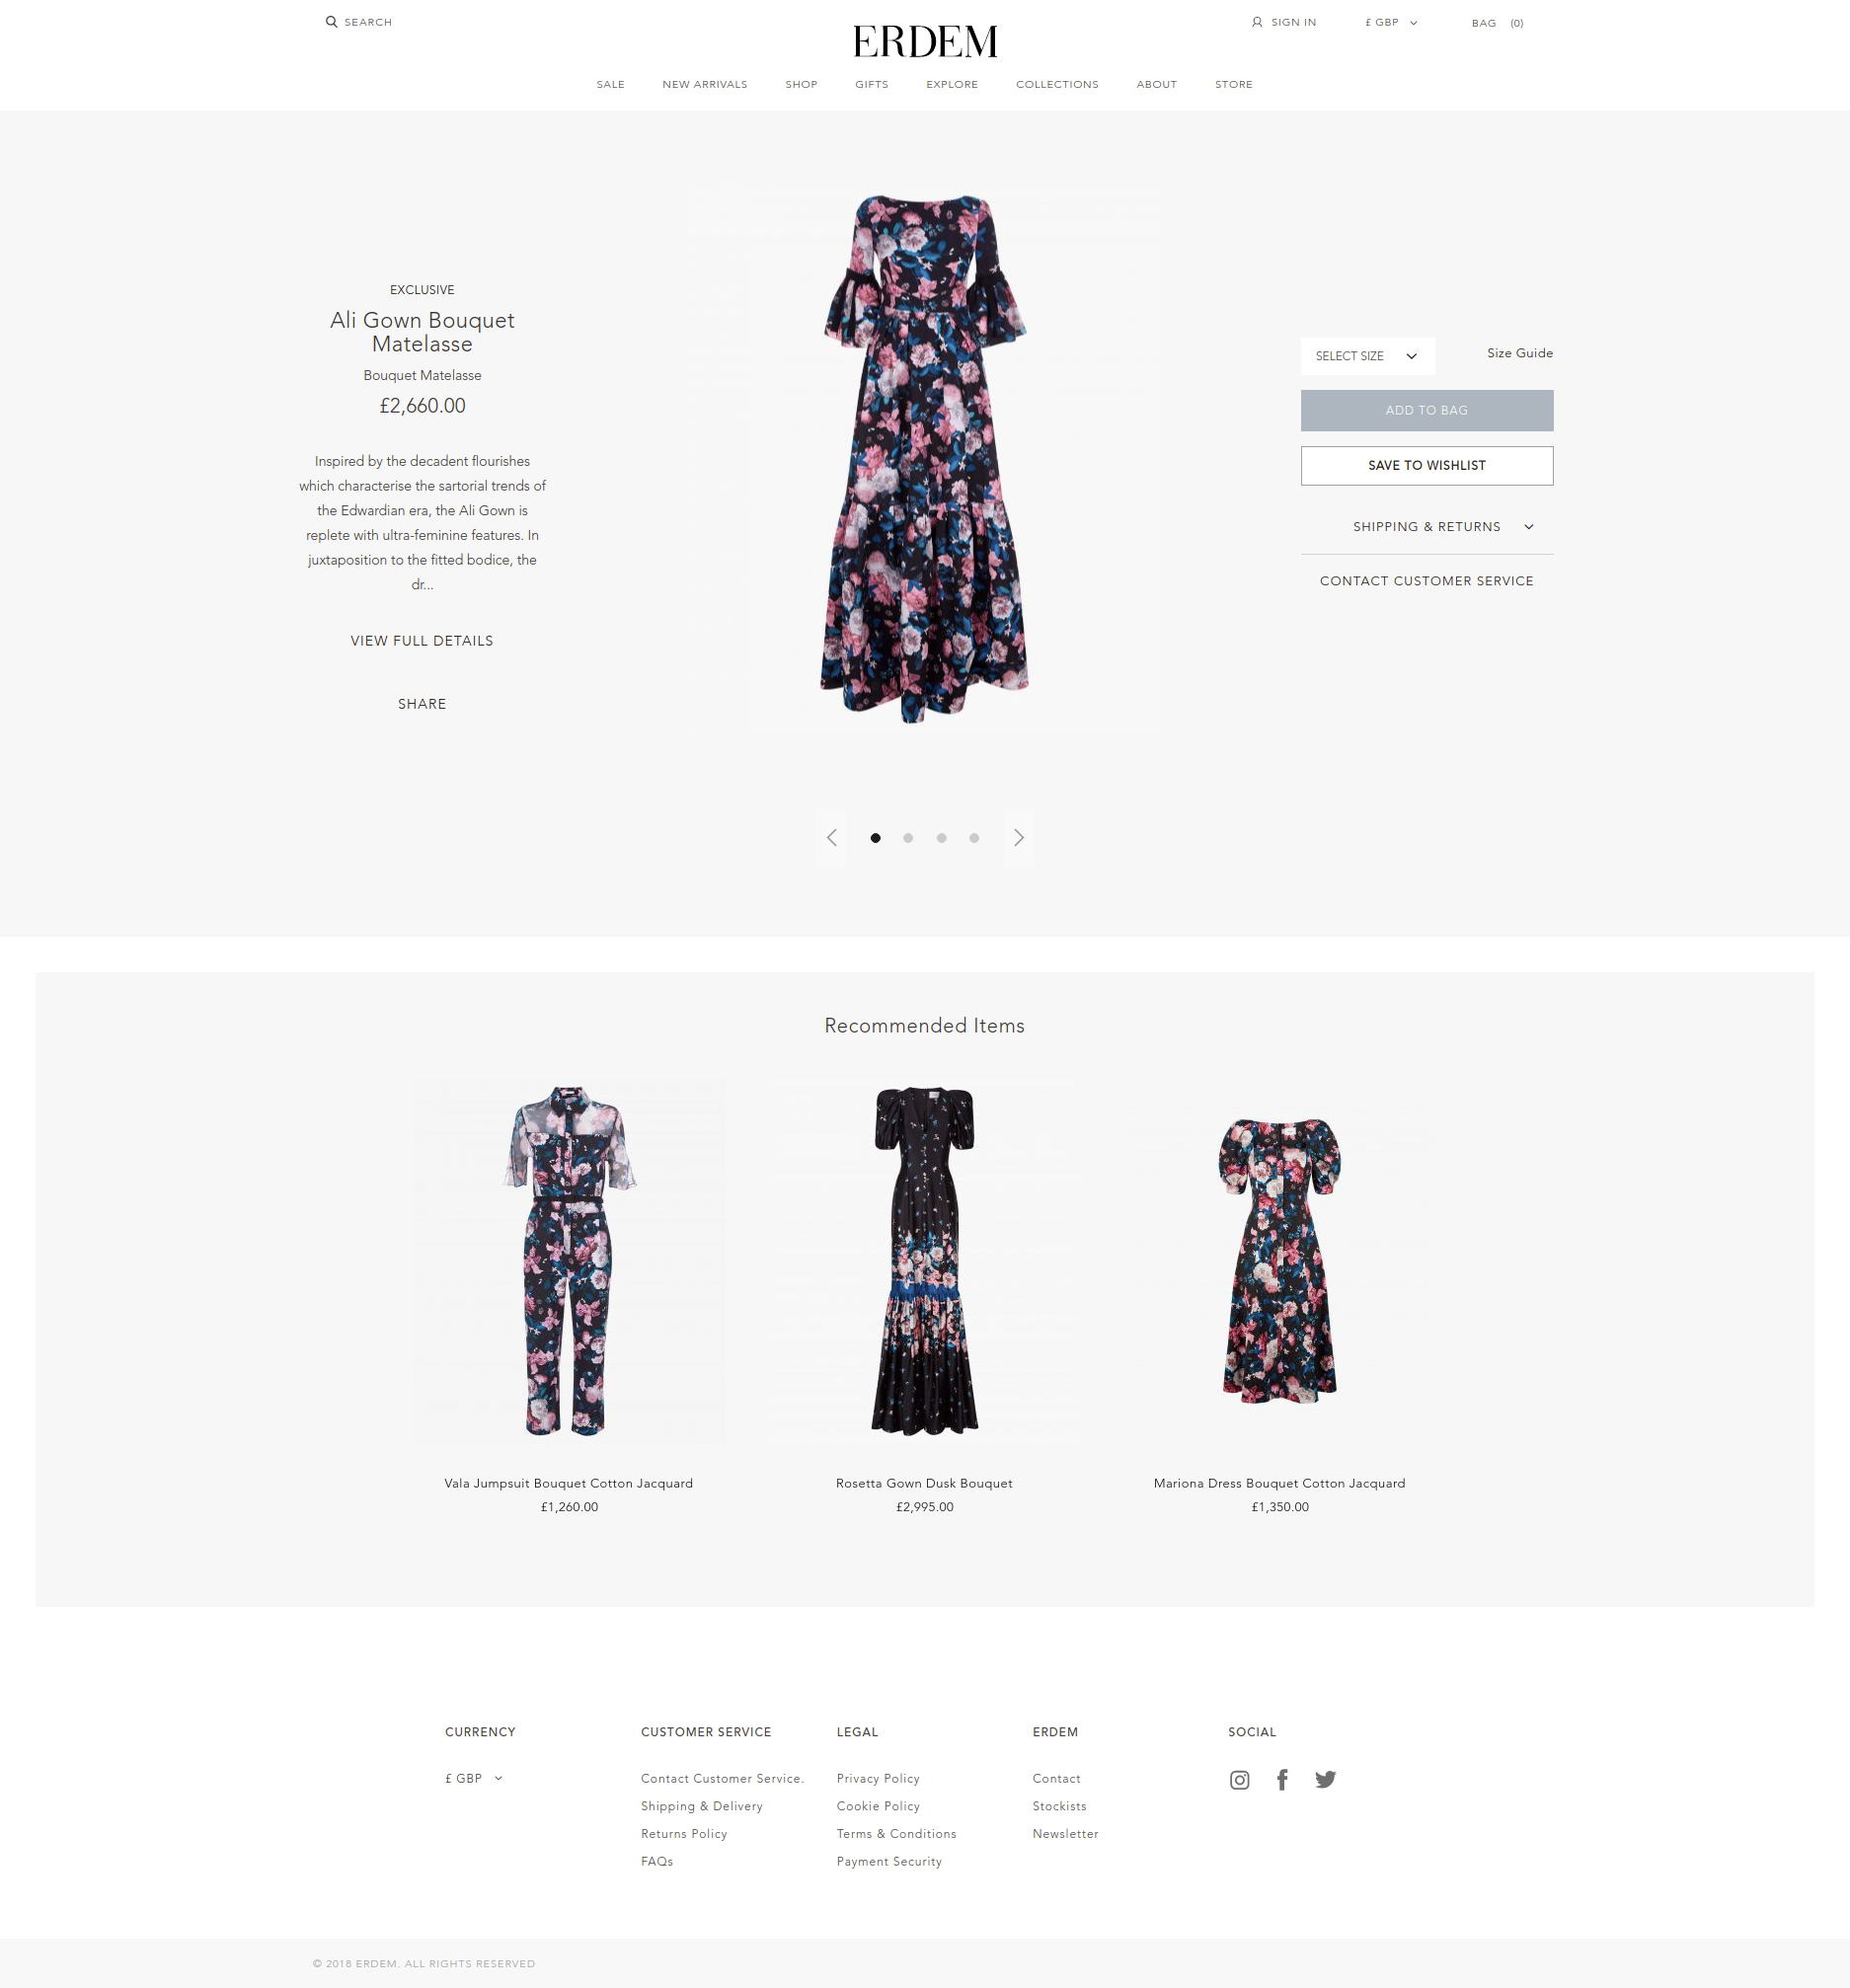 SEARCH
ERDEM
SIGN IN
£ GBP
BAG (0)
SALE NEW ARRIVALS SHOP GIFTS EXPLORE COLLECTIONS ABOUT STORE
EXCLUSIVE
Ali Gown Bouquet
Matelasse
Bouquet Matelasse
£2,660.00
Inspired by the decadent flourishes
which characterise the sartorial trends of
the Edwardian era, the Ali Gown is
replete with ultra-feminine features. In
juxtaposition to the fitted bodice, the
dr...
VIEW FULL DETAILS
SHARE
SELECT SIZE
Size Guide
ADD TO BAG
SAVE TO WISHLIST
SHIPPING & RETURNS
CONTACT CUSTOMER SERVICE
Recommended Items
Vala Jumpsuit Bouquet Cotton Jacquard
£1,260.00
Rosetta Gown Dusk Bouquet
£2,995.00
Mariona Dress Bouquet Cotton Jacquard
£1,350.00
CURRENCY
£ GBP
CUSTOMER SERVICE
Contact Customer Service.
Shipping & Delivery
Returns Policy
FAQs
LEGAL
Privacy Policy
Cookie Policy
Terms & Conditions
Payment Security
ERDEM
Contact
Stockists
Newsletter
SOCIAL
© 2018 ERDEM. ALL RIGHTS RESERVED